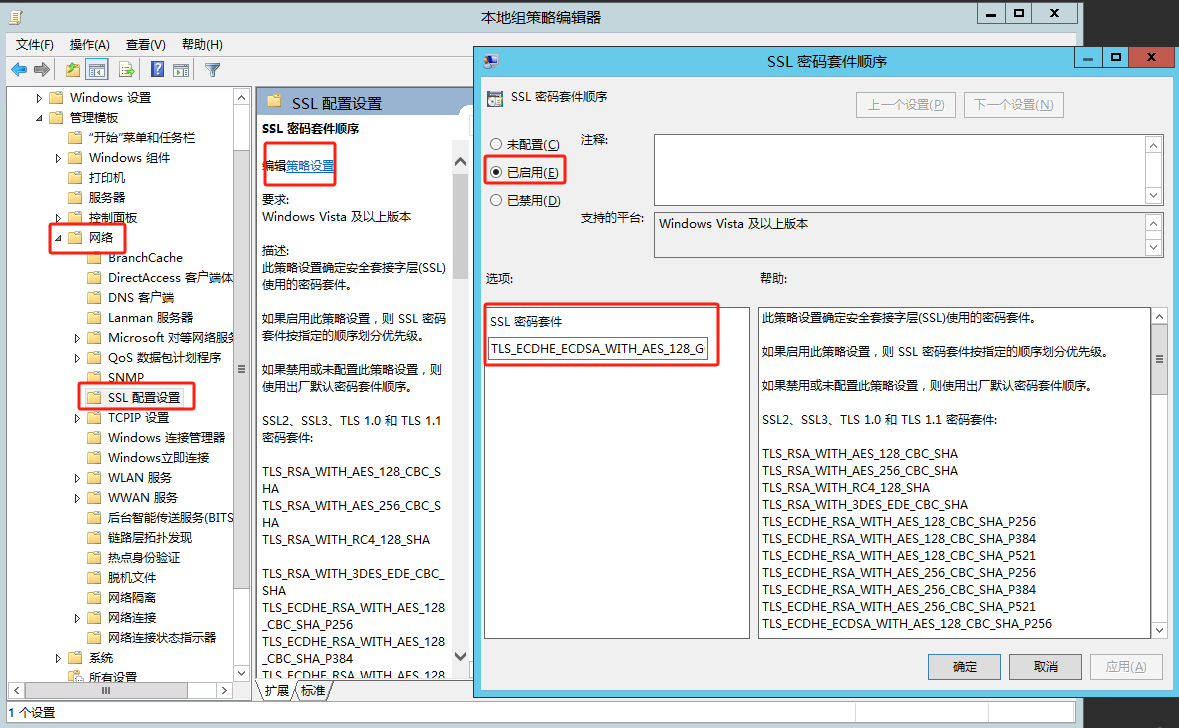 本地组策略编辑器
文件(F) 操作(A) 查看(V) 帮助(H)
Windows 设置
管理模板
“开始”菜单和任务栏
Windows 组件
打印机
服务器
控制面板
网络
BranchCache
DirectAccess 客户端体
DNS 客户端
Lanman 服务器
Microsoft 对等网络服务
QoS 数据包计划程序
SNMP
SSL 配置设置
TCPIP 设置
Windows 连接管理器
Windows立即连接
WLAN 服务
WWAN 服务
后台智能传送服务(BITS
链路层拓扑发现
热点身份验证
脱机文件
网络隔离
网络连接
网络连接状态指示器
系统
所有设置
1 个设置
SSL 配置设置
SSL 密码套件顺序
编辑策略设置
要求:
Windows Vista 及以上版本
描述:
此策略设置确定安全套接字层(SSL)
使用的密码套件。
如果启用此策略设置，则 SSL 密码
套件按指定的顺序划分优先级。
如果禁用或未配置此策略设置，则
使用出厂默认密码套件顺序。
SSL2、SSL3、TLS 1.0 和 TLS 1.1
密码套件:
TLS_RSA_WITH_AES_128_CBC_S
HA
TLS_RSA_WITH_AES_256_CBC_S
HA
TLS_RSA_WITH_RC4_128_SHA
TLS_RSA_WITH_3DES_EDE_CBC_
SHA
TLS_ECDHE_RSA_WITH_AES_128
_CBC_SHA_P256
TLS_ECDHE_RSA_WITH_AES_128
_CBC_SHA_P384
TLS_ECDHE_RSA_WITH_AES_128
扩展 标准
SSL 密码套件顺序
SSL 密码套件顺序
上一个设置(P) 下一个设置(N)
未配置(C)
已启用(E)
已禁用(D)
注释:
支持的平台:
Windows Vista 及以上版本
选项:
SSL 密码套件
TLS_ECDHE_ECDSA_WITH_AES_128_G
帮助:
此策略设置确定安全套接字层(SSL)使用的密码套件。
如果启用此策略设置，则 SSL 密码套件按指定的顺序划分优先级。
如果禁用或未配置此策略设置，则使用出厂默认密码套件顺序。
SSL2、SSL3、TLS 1.0 和 TLS 1.1 密码套件:
TLS_RSA_WITH_AES_128_CBC_SHA
TLS_RSA_WITH_AES_256_CBC_SHA
TLS_RSA_WITH_RC4_128_SHA
TLS_RSA_WITH_3DES_EDE_CBC_SHA
TLS_ECDHE_RSA_WITH_AES_128_CBC_SHA_P256
TLS_ECDHE_RSA_WITH_AES_128_CBC_SHA_P384
TLS_ECDHE_RSA_WITH_AES_128_CBC_SHA_P521
TLS_ECDHE_RSA_WITH_AES_256_CBC_SHA_P256
TLS_ECDHE_RSA_WITH_AES_256_CBC_SHA_P384
TLS_ECDHE_RSA_WITH_AES_256_CBC_SHA_P521
TLS_ECDHE_ECDSA_WITH_AES_128_CBC_SHA_P256
确定 取消 应用(A)